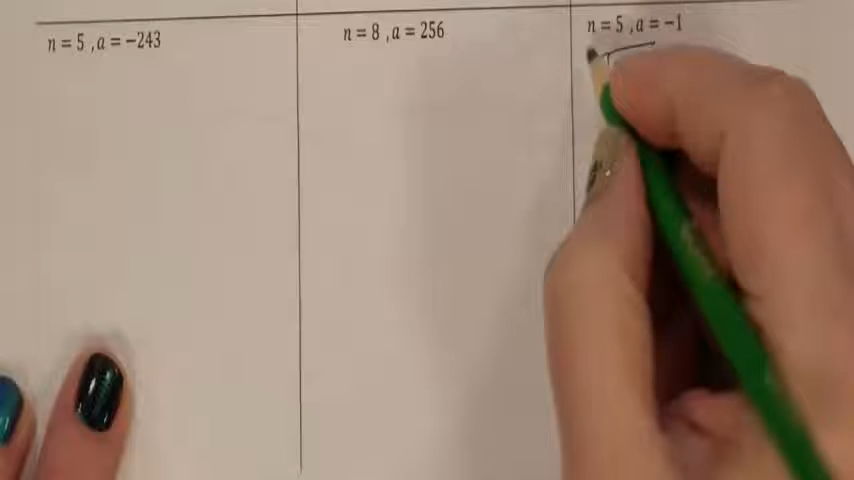 n = 5 , a = −243
n = 8 , a = 256
n = 5 , a = −1